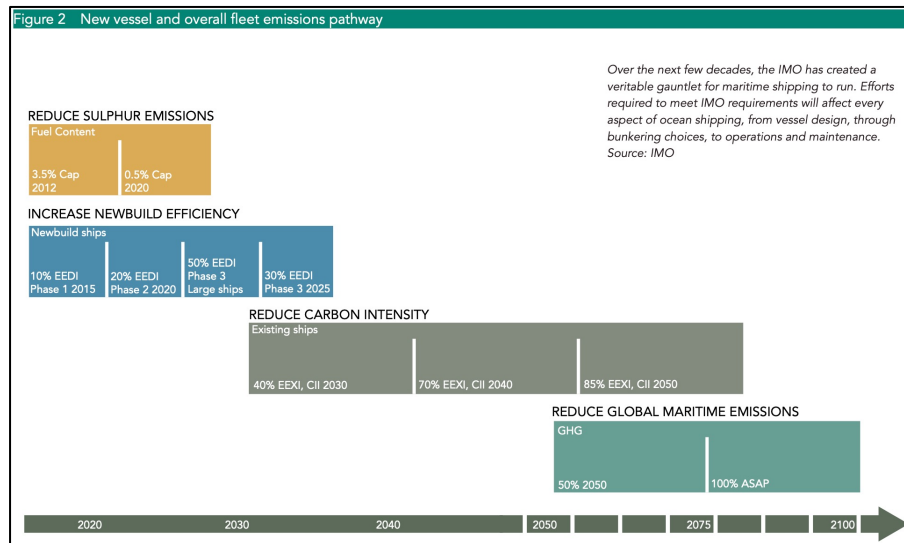 Figure 2 New vessel and overall fleet emissions pathway
Over the next few decades, the IMO has created a
veritable gauntlet for maritime shipping to run. Efforts
required to meet IMO requirements will affect every
aspect of ocean shipping, from vessel design, through
bunkering choices, to operations and maintenance.
Source: IMO
REDUCE SULPHUR EMISSIONS
Fuel Content
3.5% Cap
2012
0.5% Cap
2020
INCREASE NEWBUILD EFFICIENCY
Newbuild ships
10% EEDI
Phase 1 2015
20% EEDI
Phase 2 2020
50% EEDI
Phase 3
Large ships
30% EEDI
Phase 3 2025
REDUCE CARBON INTENSITY
Existing ships
40% EEXI, CII 2030
70% EEXI, CII 2040
85% EEXI, CII 2050
REDUCE GLOBAL MARITIME EMISSIONS
GHG
50% 2050
100% ASAP
2020
2030
2040
2050
2075
2100